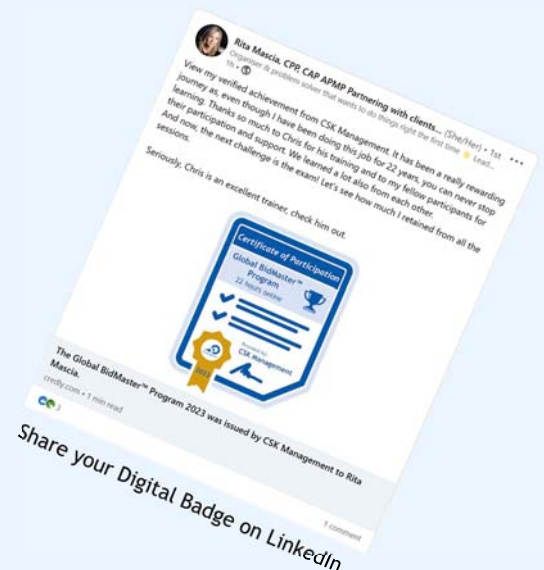 Rita Mascia, CPP, CAP APMP Partnering with clients... (She/Her) • 1st
Organiser & problem solver that wants to do things right the first time 🌟 Lead...
1h •
View my verified achievement from CSK Management. It has been a really rewarding
journey as, even though I have been doing this job for 22 years, you can never stop
learning. Thanks so much to Chris for his training and to my fellow participants for
their participation and support. We learned a lot also from each other.
And now, the next challenge is the exam! Let's see how much I retained from all the
sessions.
Seriously, Chris is an excellent trainer, check him out.
Certificate of Participation
Global BidMaster™
Program
22 hours online
Provided by:
CSK Management
2023
The Global BidMaster™ Program 2023 was issued by CSK Management to Rita
Mascia.
credly.com • 1 min read
3
1 comment
Share your Digital Badge on LinkedIn